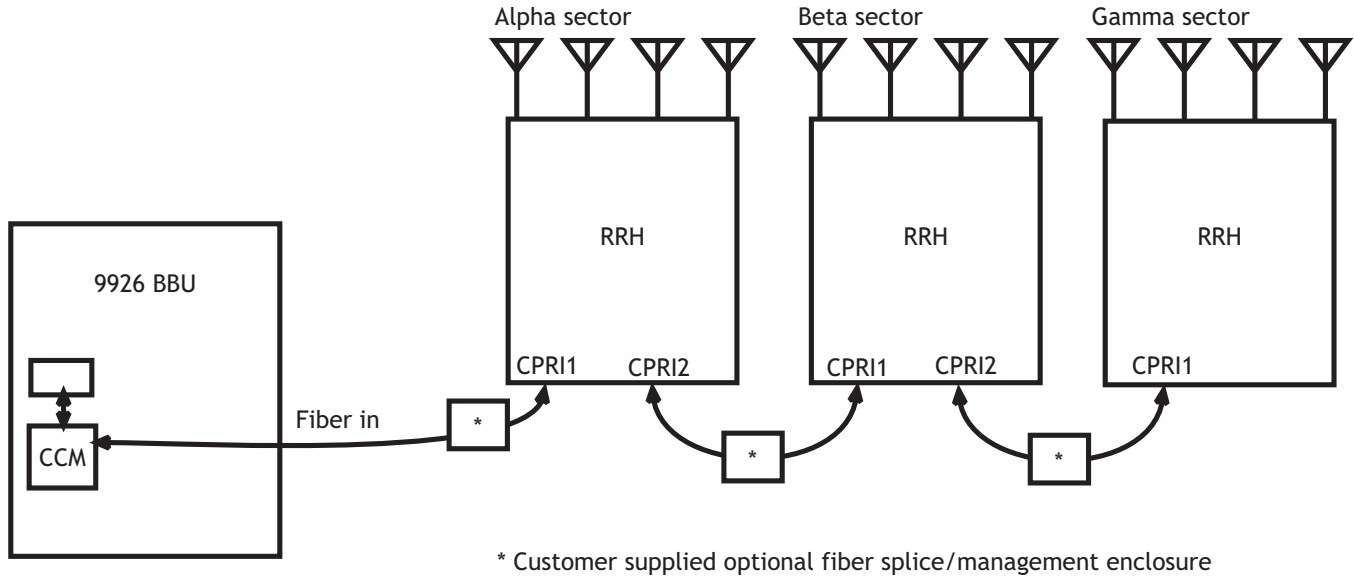 Alpha sector
Beta sector
Gamma sector
RRH
RRH
RRH
9926 BBU
CPRI1
CPRI2
CPRI1
CPRI2
CPRI1
Fiber in
*
CCM
*
*
* Customer supplied optional fiber splice/management enclosure